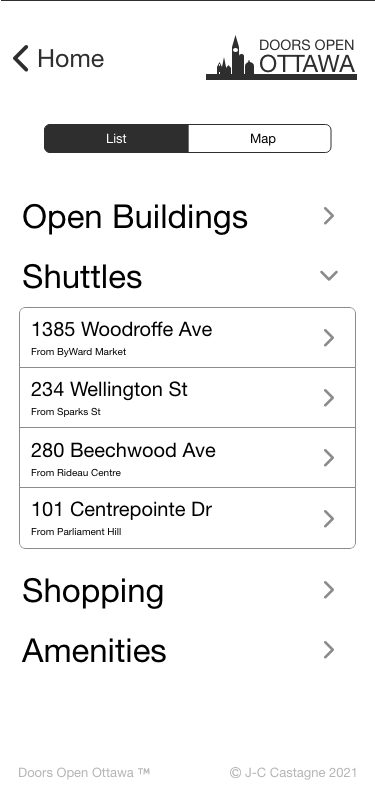 Home
DOORS OPEN
OTTAWA
List
Map
Open Buildings
Shuttles
1385 Woodroffe Ave
From ByWard Market
234 Wellington St
From Sparks St
280 Beechwood Ave
From Rideau Centre
101 Centrepointe Dr
From Parliament Hill
Shopping
Amenities
Doors Open Ottawa ™
© J-C Castagne 2021